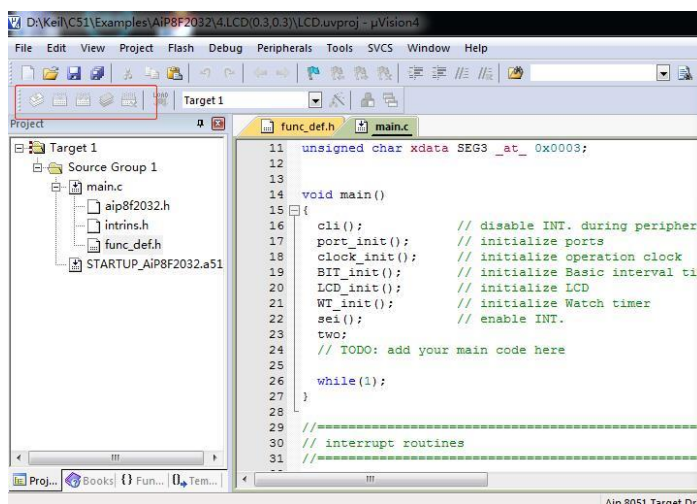 D:\Keil\C51\Examples\AiP8F2032\4.LCD(0.3,0.3)\LCD.uvproj - µVision4
File Edit View Project Flash Debug Peripherals Tools SVCS Window Help
LOAD
Target 1
Project
func_def.h main.c
Target 1
Source Group 1
main.c
aip8f2032.h
intrins.h
func_def.h
STARTUP_AiP8F2032.a51
11 unsigned char xdata SEG3 _at_ 0x0003;
12
13
14 void main()
15 {
16 cli(); // disable INT. during peripher
17 port_init(); // initialize ports
18 clock_init(); // initialize operation clock
19 BIT_init(); // initialize Basic interval ti
20 LCD_init(); // initialize LCD
21 WT_init(); // initialize Watch timer
22 sei(); // enable INT.
23 two;
24 // TODO: add your main code here
25
26 while(1);
27 }
28
29 //======================================================
30 // interrupt routines
31 //======================================================
Proj... Books {} Fun... 0 Tem...
Aip 8051 Target Dr